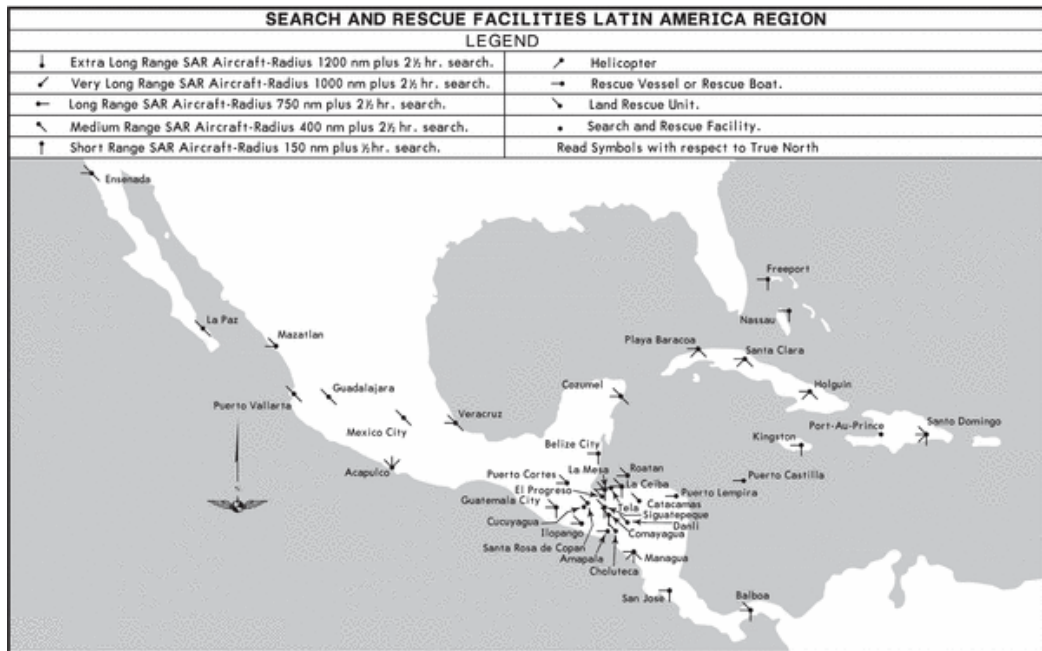 SEARCH AND RESCUE FACILITIES LATIN AMERICA REGION
LEGEND
Extra Long Range SAR Aircraft-Radius 1200 nm plus 2½ hr. search.
Helicopter
Very Long Range SAR Aircraft-Radius 1000 nm plus 2½ hr. search.
Rescue Vessel or Rescue Boat.
Long Range SAR Aircraft-Radius 750 nm plus 2½ hr. search.
Land Rescue Unit.
Medium Range SAR Aircraft-Radius 400 nm plus 2½ hr. search.
Search and Rescue Facility.
Short Range SAR Aircraft-Radius 150 nm plus ½hr. search.
Read Symbols with respect to True North
Ensenada
Freeport
La Paz
Nassau
Mazatlan
Playa Baracoa
Santa Clara
Guadalajara
Cozumel
Holguin
Puerto Vallarta
Veracruz
Mexico City
Port-Au-Prince
Santo Domingo
Kingston
Belize City
Acapulco
La Mesa
Roatan
Puerto Cortes
La Ceiba
Puerto Castilla
El Progreso
Puerto Lempira
Guatemala City
Tela
Catacamas
Siguatepeque
Cucuyagua
Danli
Ilopango
Comayagua
Santa Rosa de Copan
Amapala
Managua
Choluteca
San Jose
Balboa